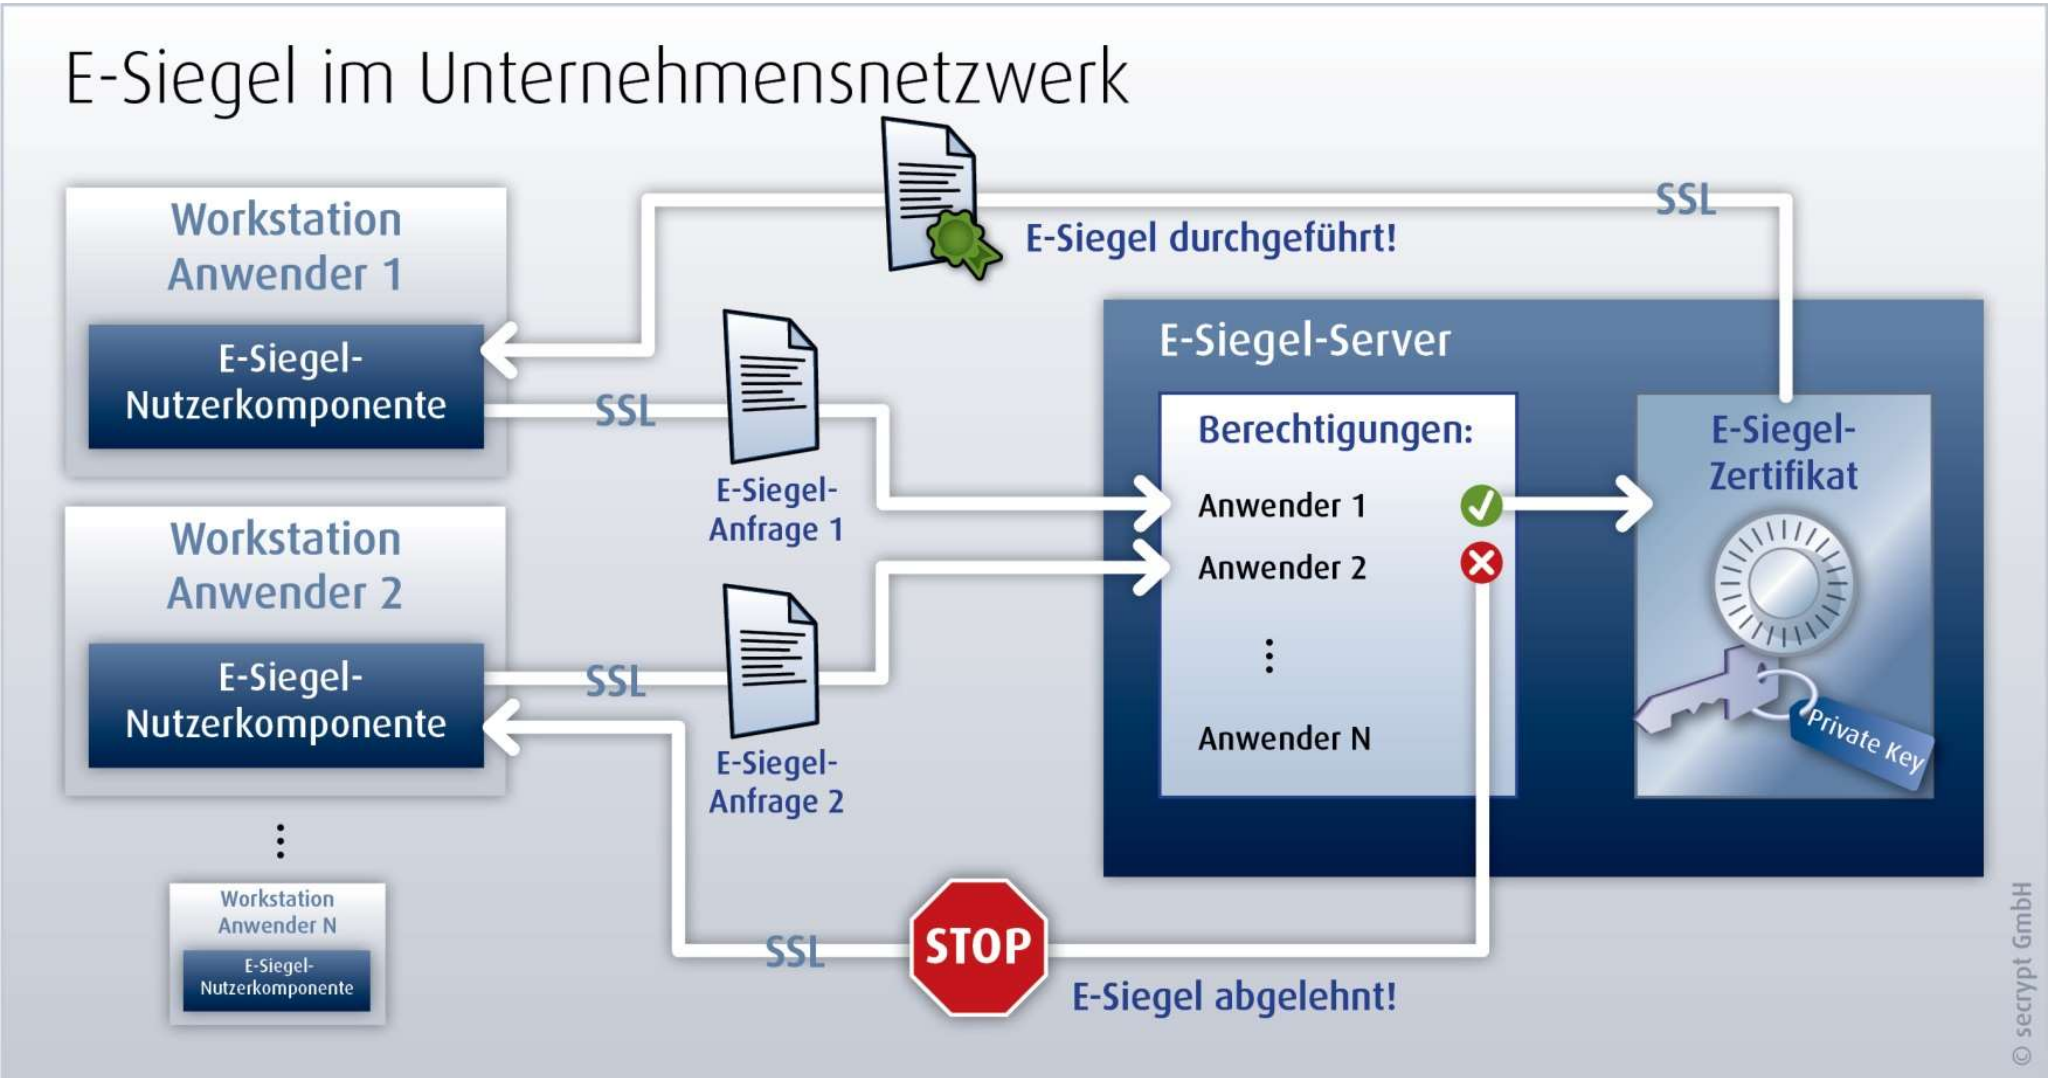 E-Siegel im Unternehmensnetzwerk
Workstation
Anwender 1
E-Siegel-
Nutzerkomponente
SSL
E-Siegel-
Anfrage 1
E-Siegel durchgeführt!
SSL
Workstation
Anwender 2
E-Siegel-
Nutzerkomponente
SSL
E-Siegel-
Anfrage 2
Workstation
Anwender N
E-Siegel-
Nutzerkomponente
E-Siegel-Server
Berechtigungen:
Anwender 1
Anwender 2
Anwender N
E-Siegel-
Zertifikat
Private Key
SSL
STOP
E-Siegel abgelehnt!
© secrypt GmbH